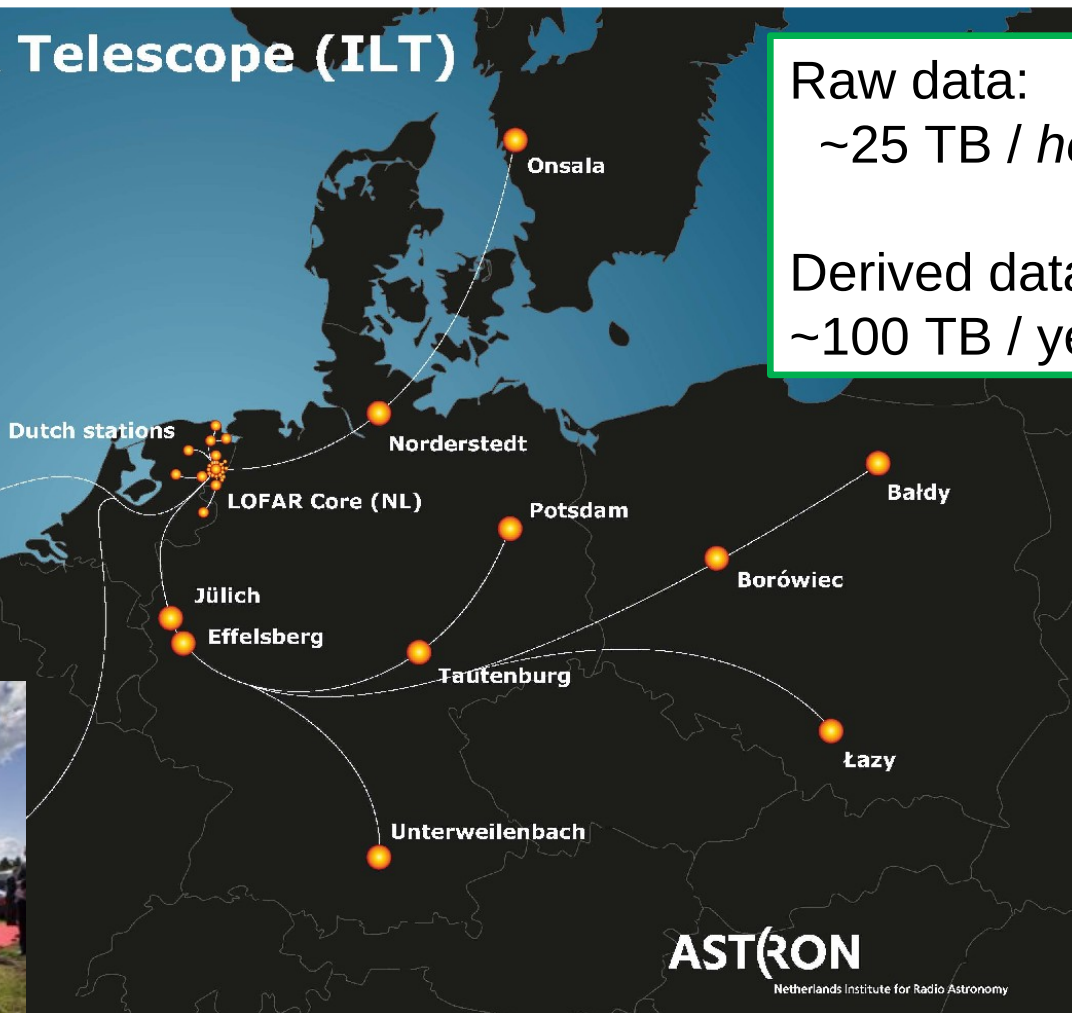 Telescope (ILT)
Raw data:
~25 TB /
Derived data
~100 TB /
Onsala
Dutch stations
Norderstedt
LOFAR Core (NL)
Potsdam
Bałdy
Borówiec
Jülich
Effelsberg
Tautenburg
Łazy
Unterweilenbach
ASTRON
Netherlands Institute for Radio Astronomy